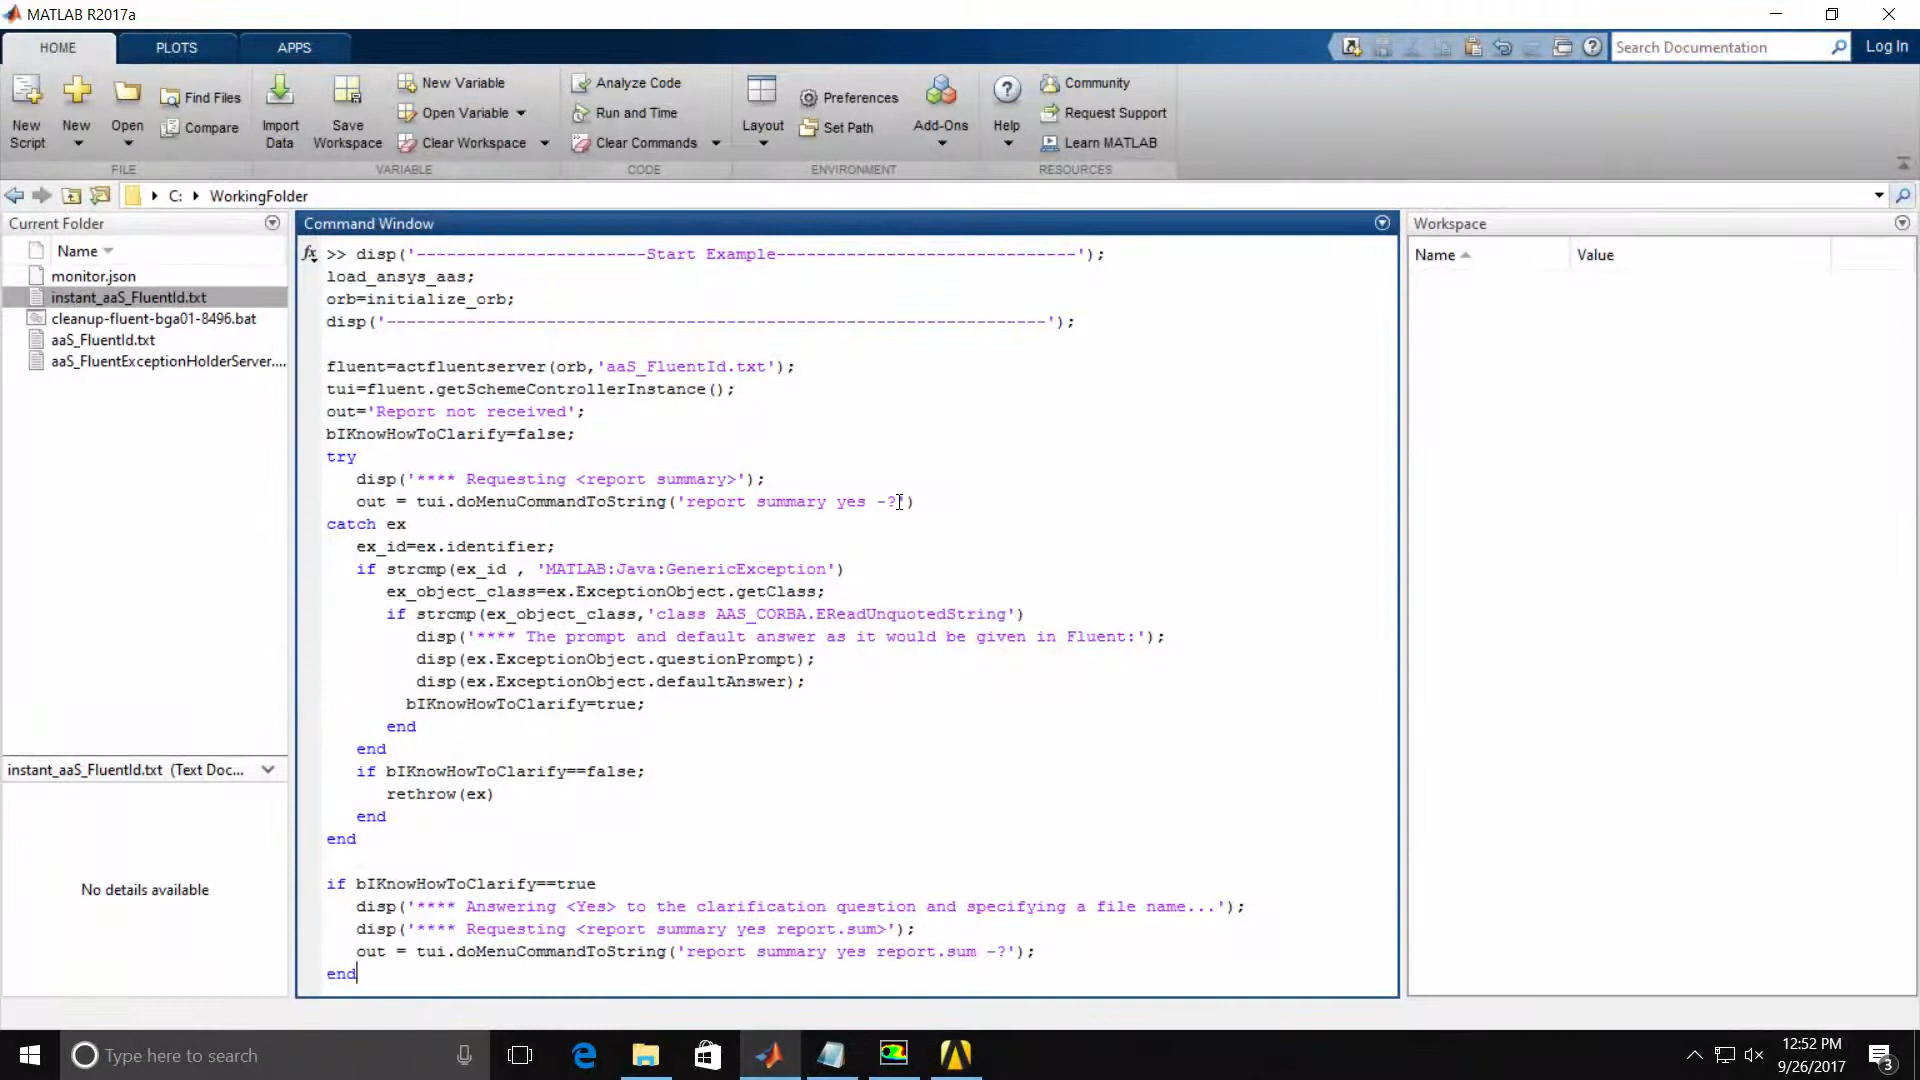 MATLAB R2017a
HOME
PLOTS
APPS
Search Documentation
Log In
New Script
New
Open
Find Files
Compare
Import Data
Save Workspace
New Variable
Open Variable
Clear Workspace
Analyze Code
Run and Time
Clear Commands
Layout
Preferences
Set Path
Add-Ons
Help
Community
Request Support
Learn MATLAB
FILE
VARIABLE
CODE
ENVIRONMENT
RESOURCES
C:
WorkingFolder
Current Folder
Name
monitor.json
instant_aaS_FluentId.txt
cleanup-fluent-bga01-8496.bat
aaS_FluentId.txt
aaS_FluentExceptionHolderServer....
instant_aaS_FluentId.txt (Text Doc...
No details available
Command Window
fx >> disp('-----------------------Start Example------------------------------');
load_ansys_aas;
orb=initialize_orb;
disp('------------------------------------------------------------------');
fluent=actfluentserver(orb,'aaS_FluentId.txt');
tui=fluent.getSchemeControllerInstance();
out='Report not received';
bIKnowHowToClarify=false;
try
disp('**** Requesting <report summary>');
out = tui.doMenuCommandToString('report summary yes -?')
catch ex
ex_id=ex.identifier;
if strcmp(ex_id , 'MATLAB:Java:GenericException')
ex_object_class=ex.ExceptionObject.getClass;
if strcmp(ex_object_class,'class AAS_CORBA.EReadUnquotedString')
disp('**** The prompt and default answer as it would be given in Fluent:');
disp(ex.ExceptionObject.questionPrompt);
disp(ex.ExceptionObject.defaultAnswer);
bIKnowHowToClarify=true;
end
end
if bIKnowHowToClarify==false;
rethrow(ex)
end
end
if bIKnowHowToClarify==true
disp('**** Answering <Yes> to the clarification question and specifying a file name...');
disp('**** Requesting <report summary yes report.sum>');
out = tui.doMenuCommandToString('report summary yes report.sum -?');
end
Workspace
Name
Value
Type here to search
12:52 PM
9/26/2017
3